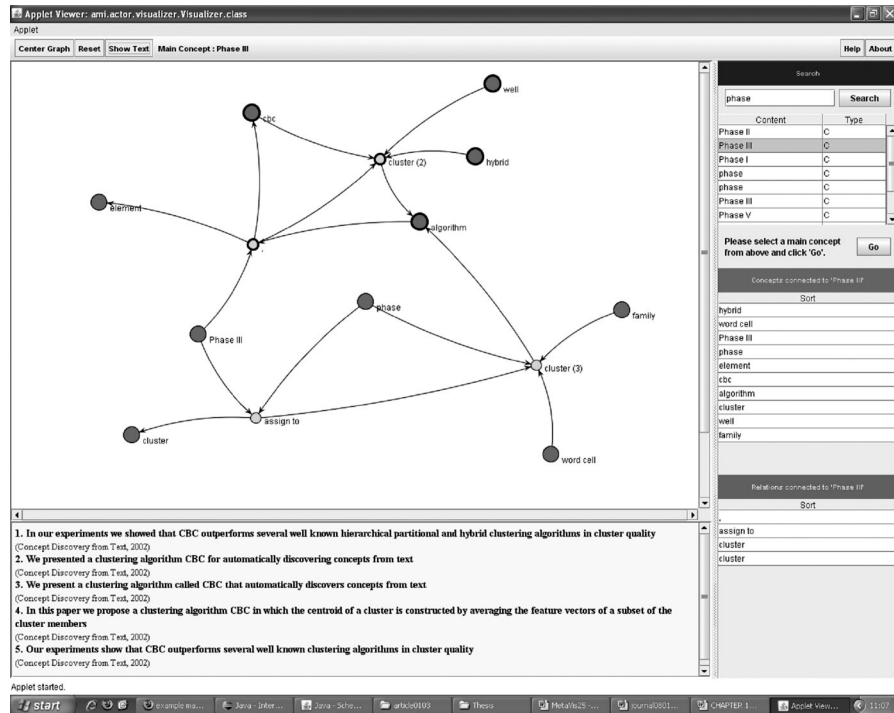 Applet Viewer: ami.actor.visualizer.Visualizer.class
Applet
Center Graph Reset Show Text Main Concept : Phase III Help About
well
cbc
cluster (2)
hybrid
element
algorithm
.
phase
family
Phase III
cluster (3)
assign to
cluster
word cell
Search
phase Search
Content Type
Phase II C
Phase III C
Phase I C
phase C
phase C
Phase III C
Phase V C
Please select a main concept
from above and click 'Go'. Go
Concepts connected to 'Phase III'
Sort
hybrid
word cell
Phase III
phase
element
cbc
algorithm
cluster
well
family
Relations connected to 'Phase III'
Sort
.
assign to
cluster
cluster
1. In our experiments we showed that CBC outperforms several well known hierarchical partitional and hybrid clustering algorithms in cluster quality
(Concept Discovery from Text, 2002)
2. We presented a clustering algorithm CBC for automatically discovering concepts from text
(Concept Discovery from Text, 2002)
3. We present a clustering algorithm called CBC that automatically discovers concepts from text
(Concept Discovery from Text, 2002)
4. In this paper we propose a clustering algorithm CBC in which the centroid of a cluster is constructed by averaging the feature vectors of a subset of the
cluster members
(Concept Discovery from Text, 2002)
5. Our experiments show that CBC outperforms several well known clustering algorithms in cluster quality
(Concept Discovery from Text, 2002)
Applet started.
start example ma... Java - Inter... Java - Sche... article0103 Thesis MetaVis25 -... journal0801... CHAPTER 1... Applet View... 11:07